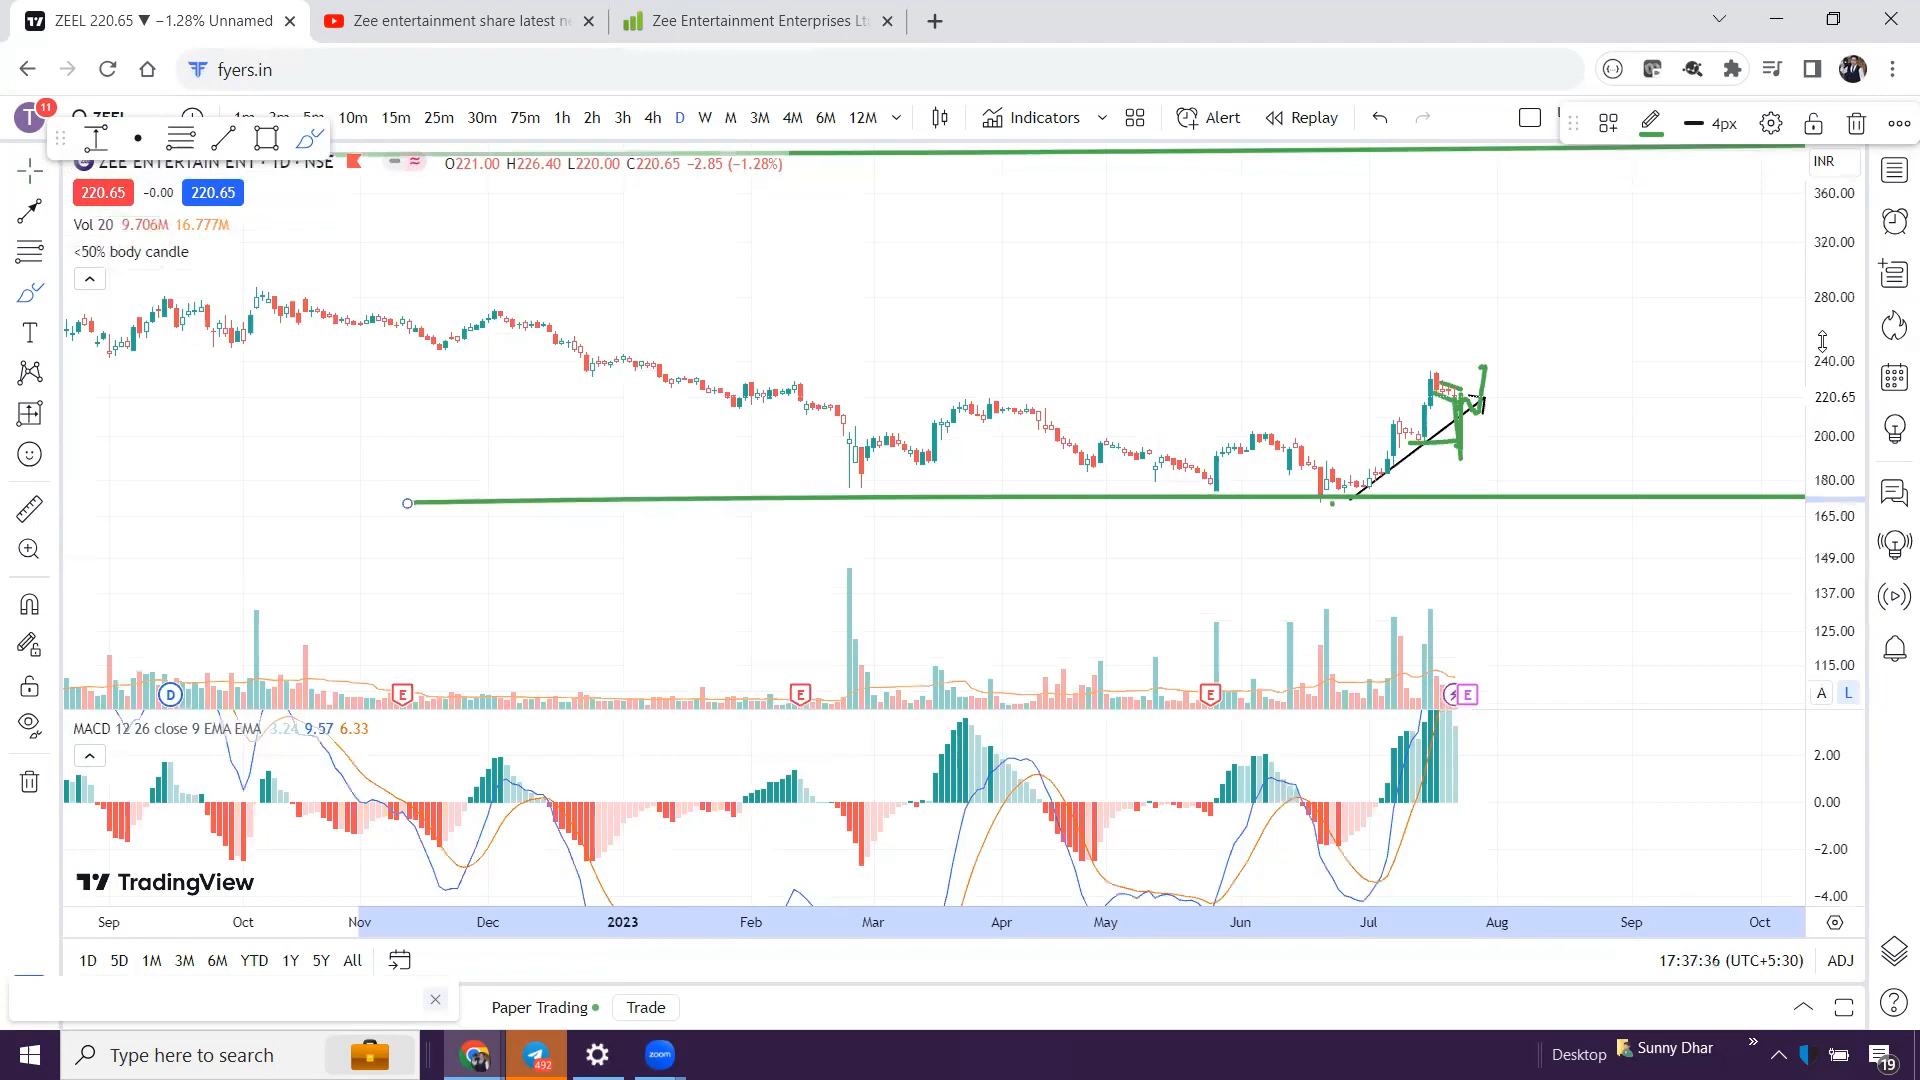 ZEEL 220.65 ▼ −1.28% Unnamed
Zee entertainment share latest n
Zee Entertainment Enterprises Lt
fyers.in
T 11
10m 15m 25m 30m 75m 1h 2h 3h 4h D W M 3M 4M 6M 12M Indicators Alert Replay 4px
O221.00 H226.40 L220.00 C220.65 −2.85 (−1.28%)
INR
220.65 -0.00 220.65
Vol 20 9.706M 16.777M
<50% body candle
360.00
320.00
280.00
240.00
220.65
200.00
180.00
165.00
149.00
137.00
125.00
115.00
A L
D E E E E
MACD 12 26 close 9 EMA EMA 3.24 9.57 6.33
2.00
0.00
−2.00
−4.00
TradingView
Sep Oct Nov Dec 2023 Feb Mar Apr May Jun Jul Aug Sep Oct
1D 5D 1M 3M 6M YTD 1Y 5Y All
17:37:36 (UTC+5:30) ADJ
Paper Trading Trade
Type here to search
492
zoom
Desktop Sunny Dhar
19